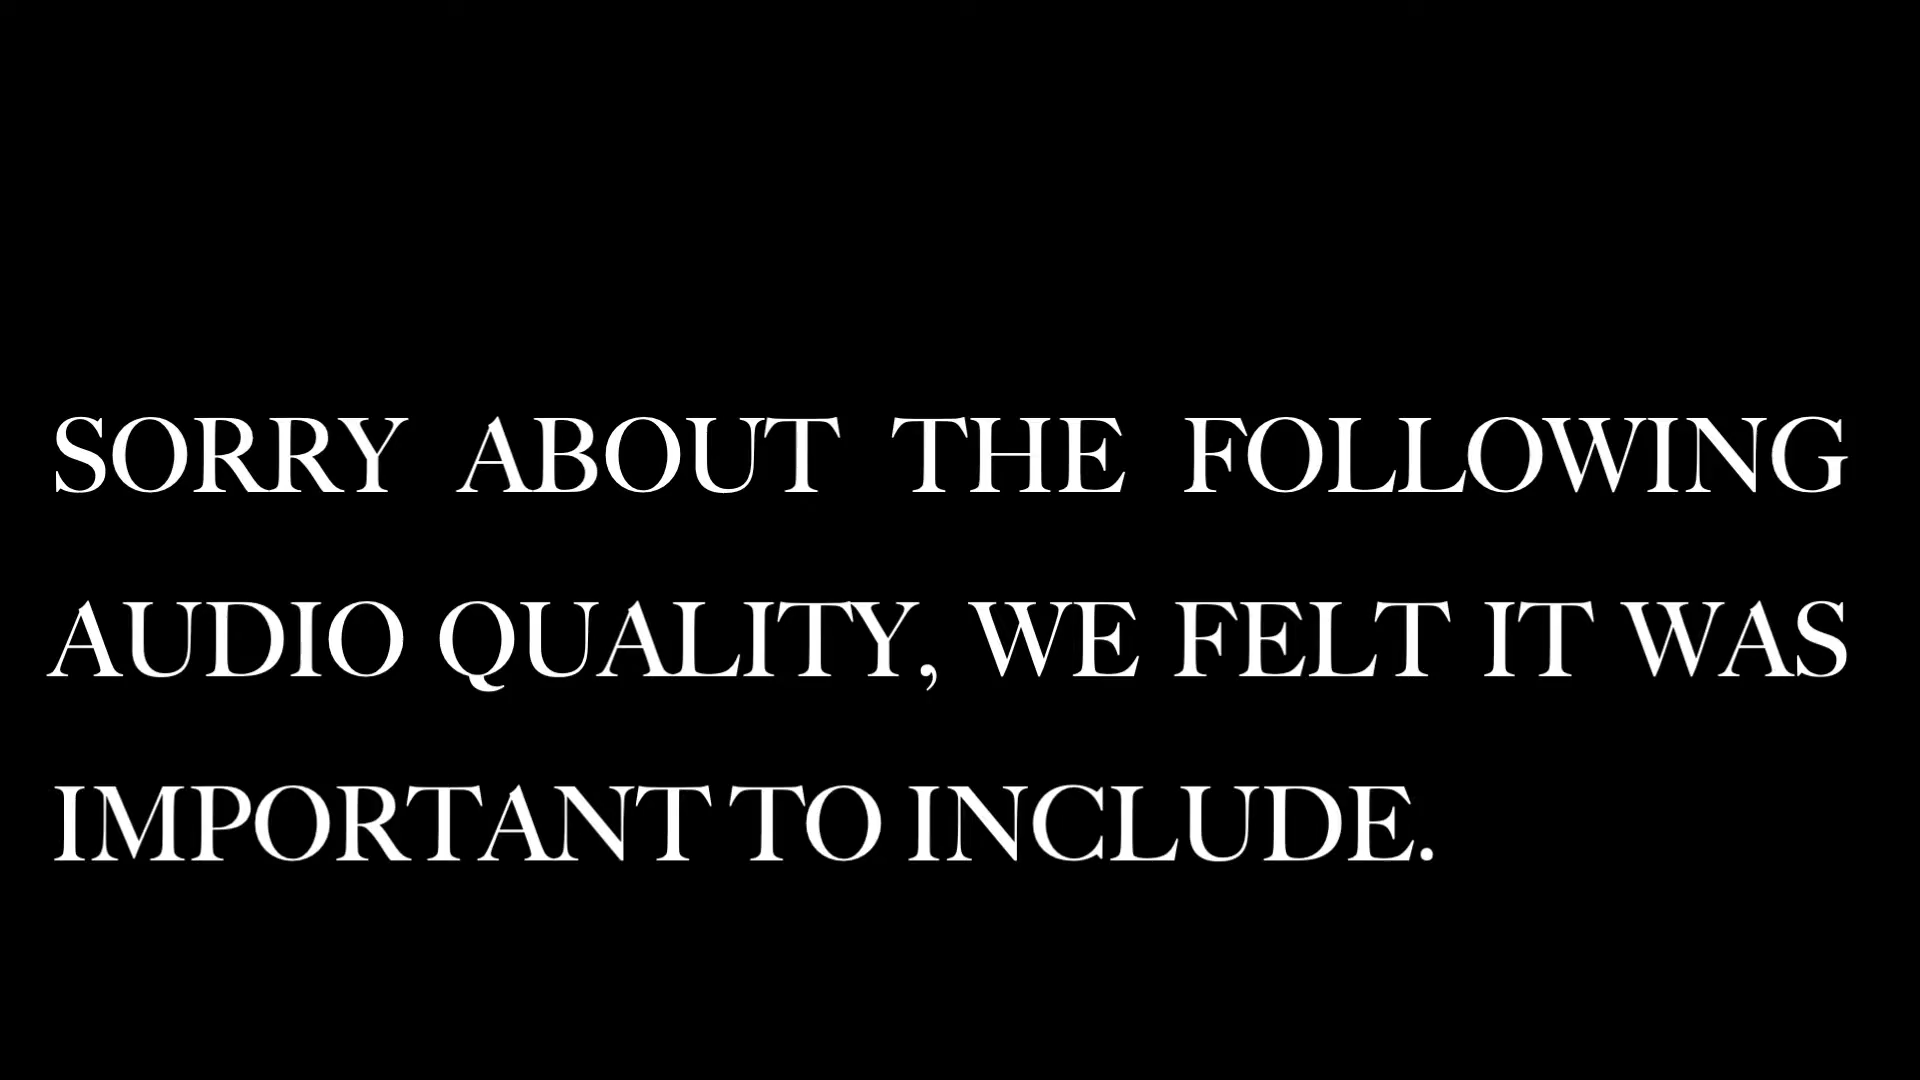 SORRY ABOUT THE FOLLOWING
AUDIO QUALITY, WE FELT IT WAS
IMPORTANT TO INCLUDE.